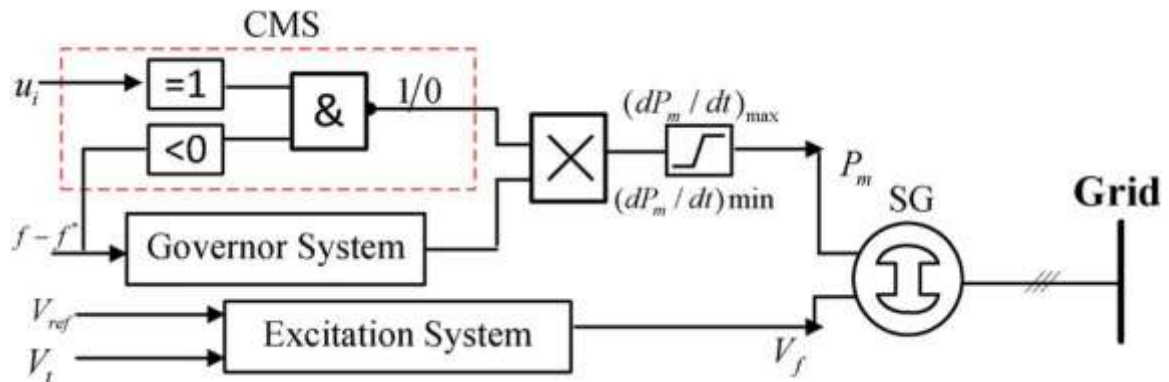 CMS
u_i
=1
<0
&
1/0
(dP_m / dt)_max
(dP_m / dt)min
P_m
SG
Grid
f − f*
Governor System
V_ref
V_t
Excitation System
V_f